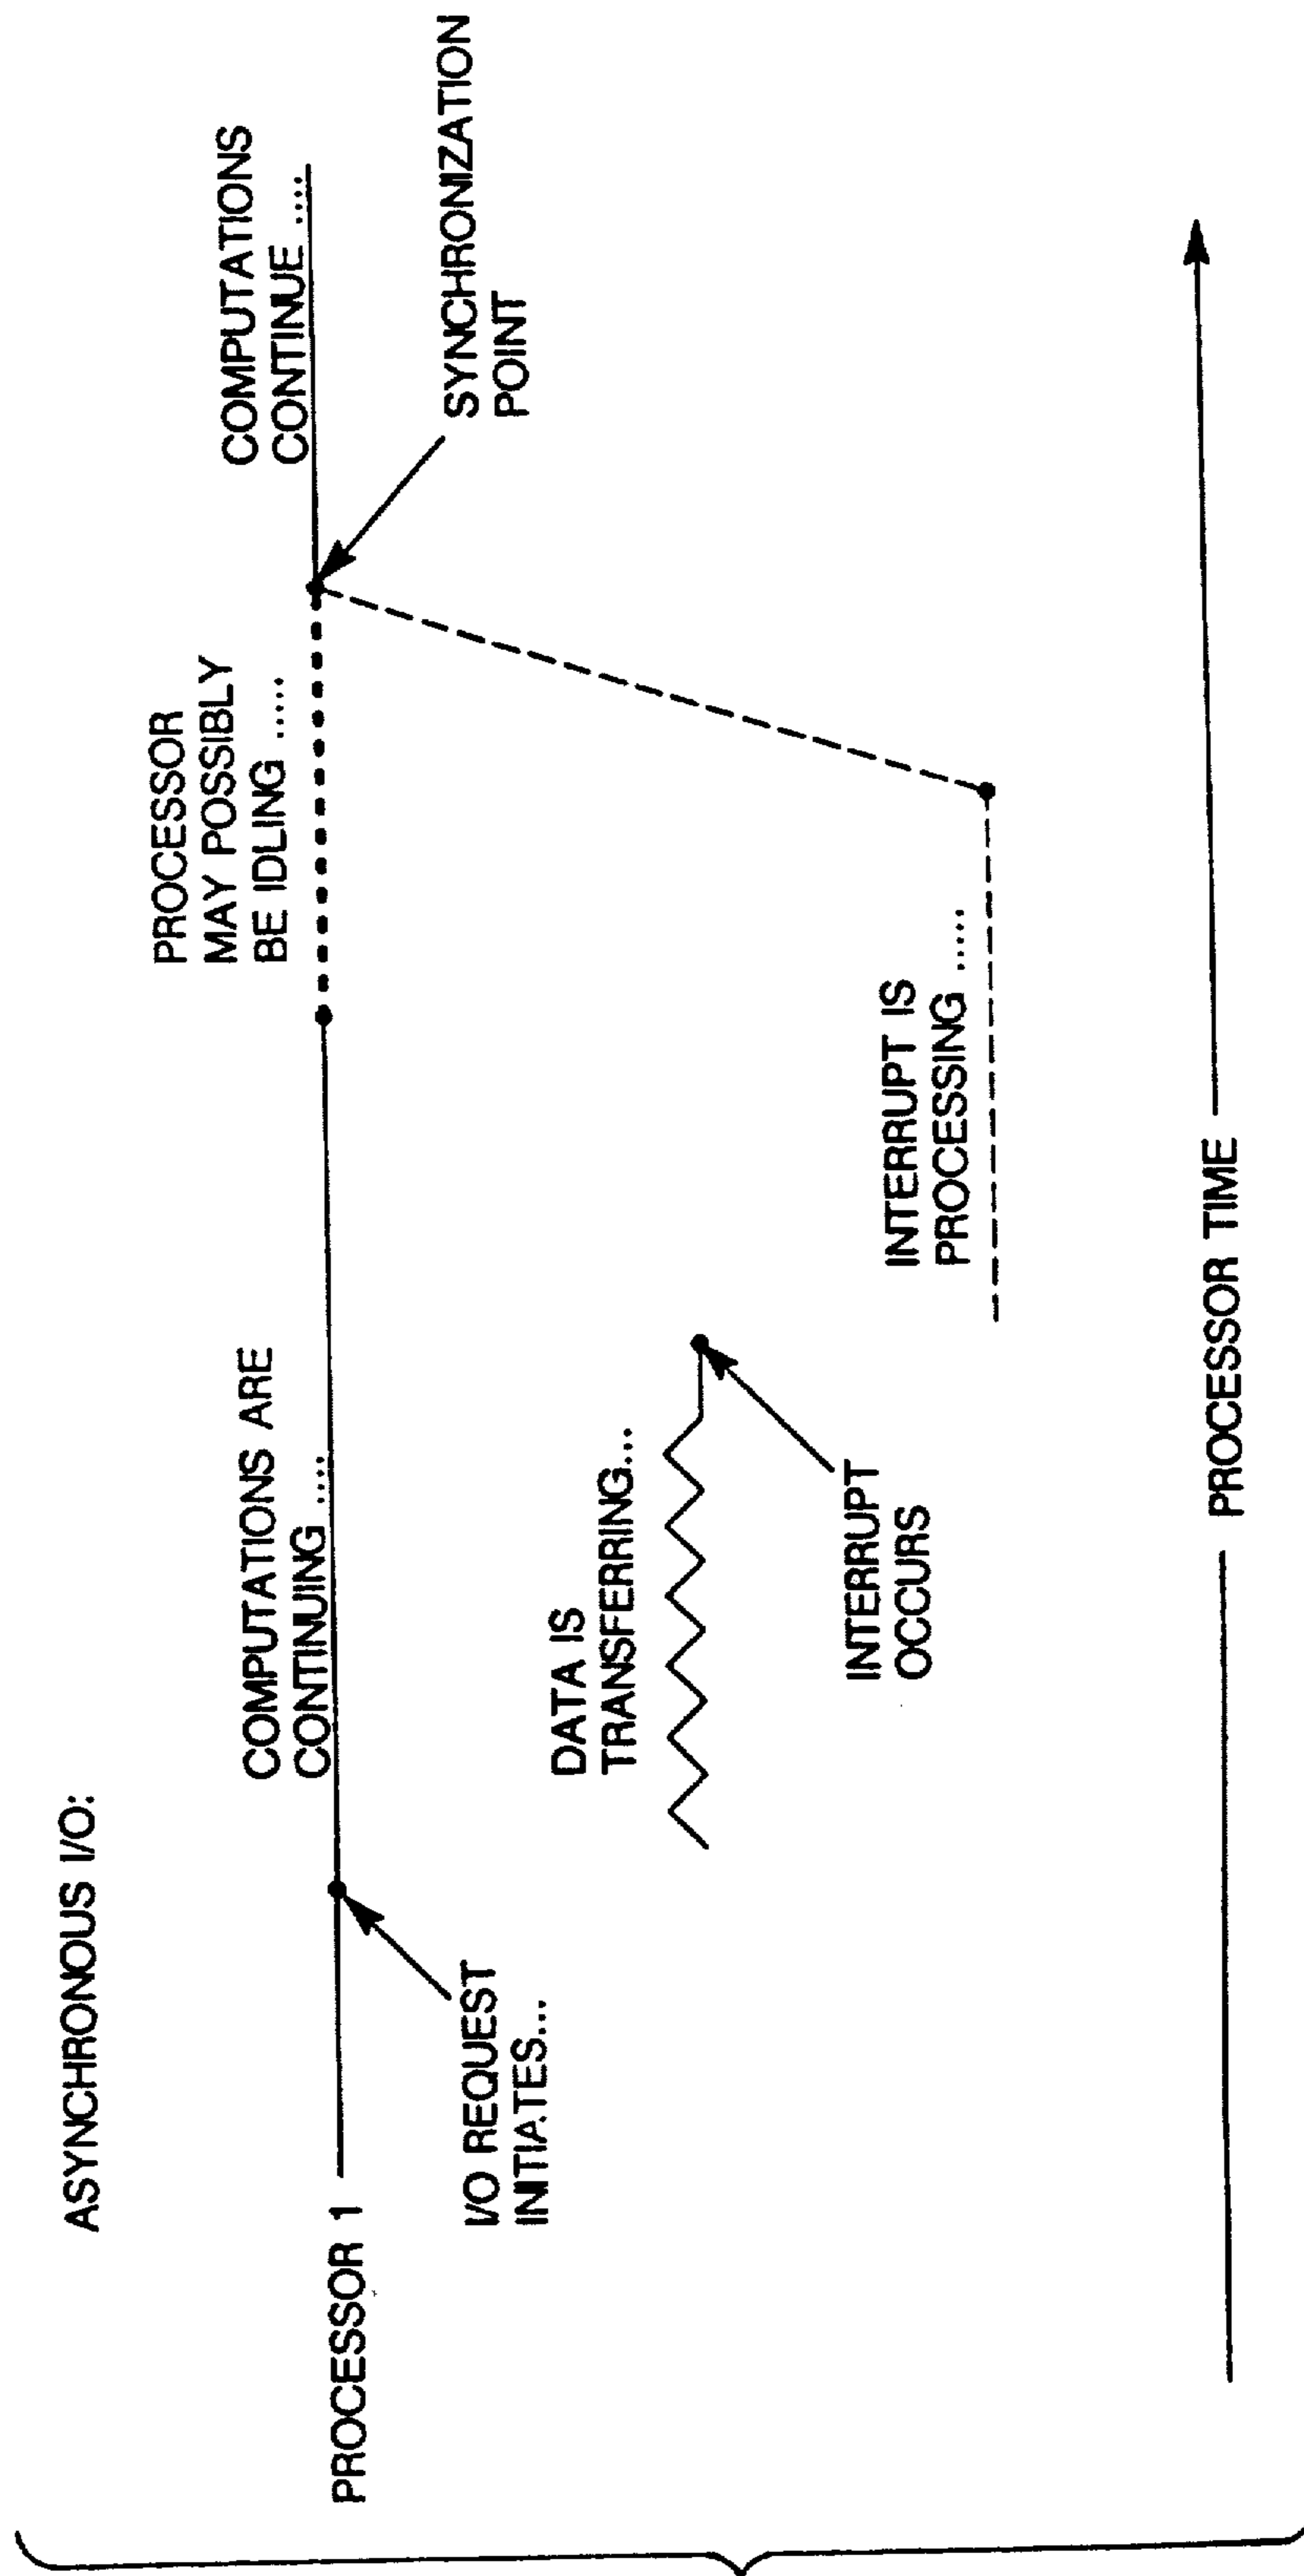 ASYNCHRONOUS I/O:
PROCESSOR 1
I/O REQUEST
INITIATES...
COMPUTATIONS ARE
CONTINUING ....
DATA IS
TRANSFERRING...
INTERRUPT
OCCURS
INTERRUPT IS
PROCESSING .....
PROCESSOR
MAY POSSIBLY
BE IDLING .....
SYNCHRONIZATION
POINT
COMPUTATIONS
CONTINUE ....
PROCESSOR TIME